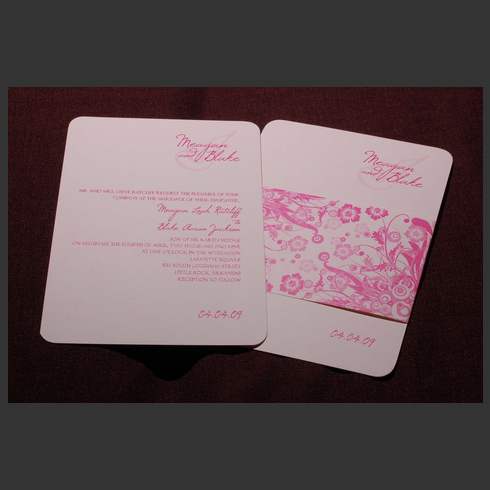 Meagan
and Blake
MR. AND MRS. STEVE RATCLIFF REQUEST THE PLEASURE OF YOUR
COMPANY AT THE MARRIAGE OF THEIR DAUGHTER,
Meagan Leigh Ratcliff
to
Blake Aaron Jackson
SON OF
ON SATURDAY, THE FOURTH OF APRIL, TWO THOUSAND AND NINE
AT ONE O'CLOCK IN THE AFTERNOON
LAFAYETTE SQUARE
LOUISIANA STREET
LITTLE ROCK, ARKANSAS
RECEPTION TO FOLLOW
04.04.09
Meagan
and Blake
04.04.09